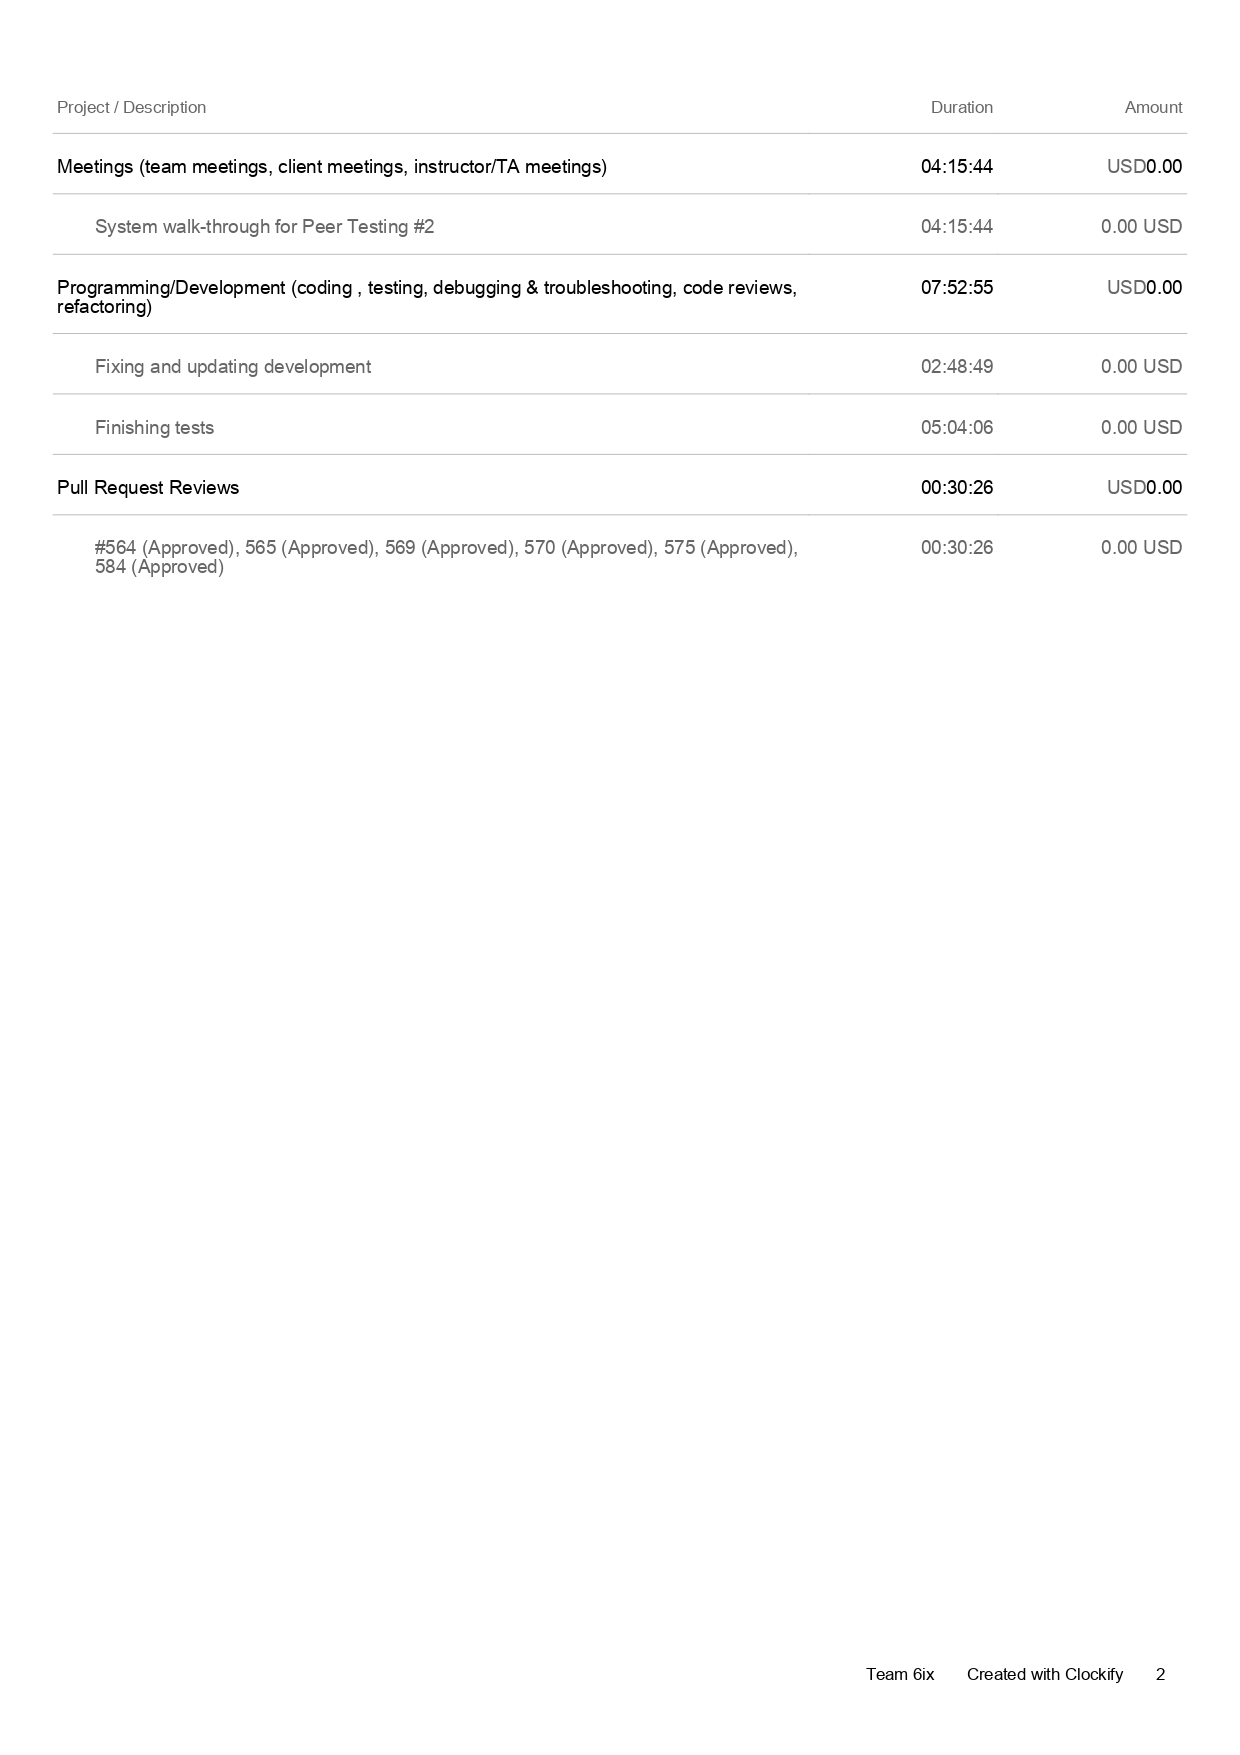 Project / Description Duration Amount
Meetings (team meetings, client meetings, instructor/TA meetings) 04:15:44 USD0.00
System walk-through for Peer Testing #2 04:15:44 0.00 USD
Programming/Development (coding , testing, debugging & troubleshooting, code reviews, 07:52:55 USD0.00
refactoring)
Fixing and updating development 02:48:49 0.00 USD
Finishing tests 05:04:06 0.00 USD
Pull Request Reviews 00:30:26 USD0.00
#564 (Approved), 565 (Approved), 569 (Approved), 570 (Approved), 575 (Approved), 00:30:26 0.00 USD
584 (Approved)
Team 6ix Created with Clockify 2